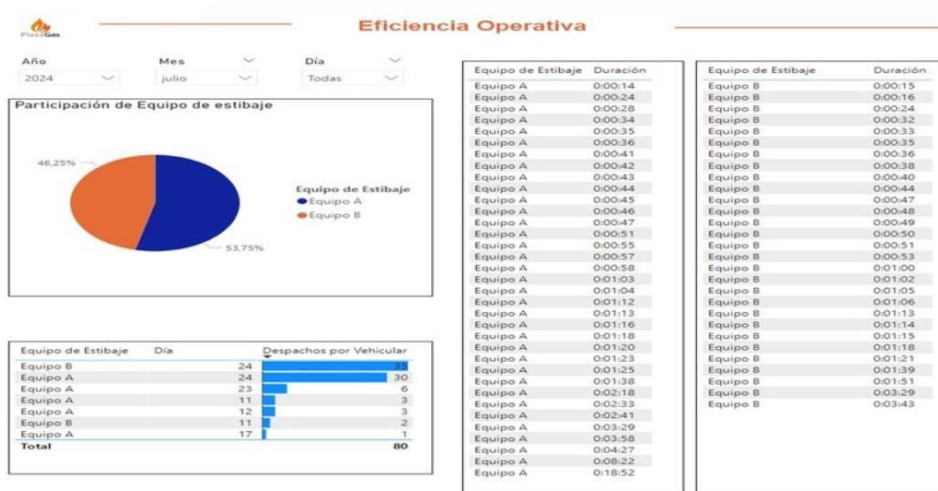 PlazaGas
Eficiencia Operativa
Año Mes Día
2024 julio Todas
Participación de Equipo de estibaje
46,25%
53,75%
Equipo de Estibaje
Equipo A
Equipo B
Equipo de Estibaje Día Despachos por Vehicular
Equipo B 24 35
Equipo A 24 30
Equipo A 23 6
Equipo A 11 3
Equipo A 12 3
Equipo B 11 2
Equipo A 17 1
Total 80
Equipo de Estibaje Duración
Equipo A 0:00:14
Equipo A 0:00:24
Equipo A 0:00:28
Equipo A 0:00:34
Equipo A 0:00:35
Equipo A 0:00:36
Equipo A 0:00:41
Equipo A 0:00:42
Equipo A 0:00:43
Equipo A 0:00:44
Equipo A 0:00:45
Equipo A 0:00:46
Equipo A 0:00:47
Equipo A 0:00:51
Equipo A 0:00:55
Equipo A 0:00:57
Equipo A 0:00:58
Equipo A 0:01:03
Equipo A 0:01:04
Equipo A 0:01:12
Equipo A 0:01:13
Equipo A 0:01:16
Equipo A 0:01:18
Equipo A 0:01:20
Equipo A 0:01:23
Equipo A 0:01:25
Equipo A 0:01:38
Equipo A 0:02:18
Equipo A 0:02:33
Equipo A 0:02:41
Equipo A 0:03:29
Equipo A 0:03:58
Equipo A 0:04:27
Equipo A 0:08:22
Equipo A 0:18:52
Equipo de Estibaje Duración
Equipo B 0:00:15
Equipo B 0:00:16
Equipo B 0:00:24
Equipo B 0:00:32
Equipo B 0:00:33
Equipo B 0:00:35
Equipo B 0:00:36
Equipo B 0:00:38
Equipo B 0:00:40
Equipo B 0:00:44
Equipo B 0:00:47
Equipo B 0:00:48
Equipo B 0:00:49
Equipo B 0:00:50
Equipo B 0:00:51
Equipo B 0:00:53
Equipo B 0:01:00
Equipo B 0:01:02
Equipo B 0:01:05
Equipo B 0:01:06
Equipo B 0:01:13
Equipo B 0:01:14
Equipo B 0:01:15
Equipo B 0:01:18
Equipo B 0:01:21
Equipo B 0:01:39
Equipo B 0:01:51
Equipo B 0:03:29
Equipo B 0:03:43